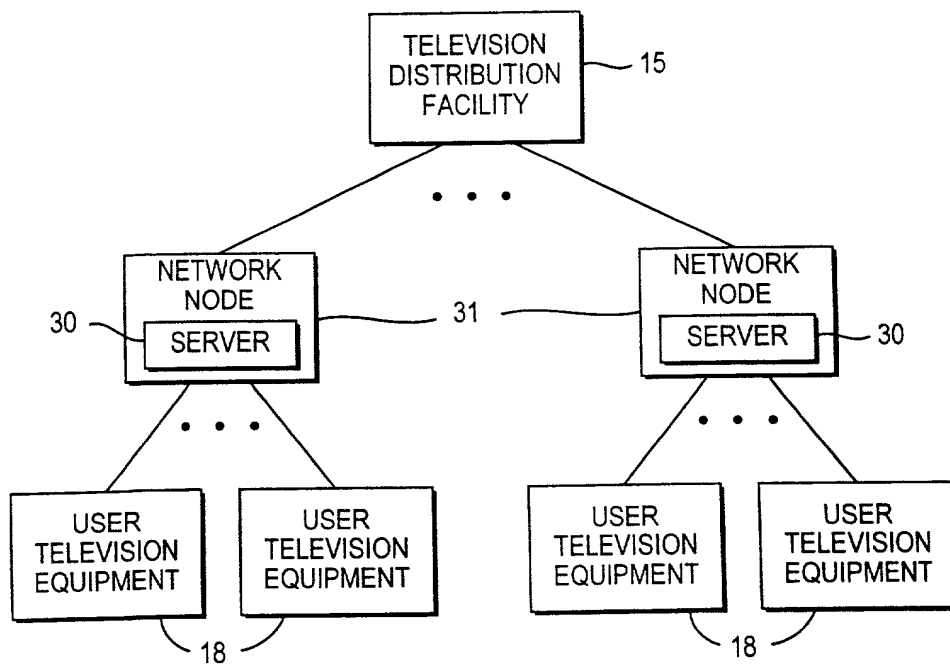 TELEVISION
DISTRIBUTION
FACILITY
15
NETWORK
NODE
30
SERVER
31
NETWORK
NODE
SERVER
30
USER
TELEVISION
EQUIPMENT
USER
TELEVISION
EQUIPMENT
18
USER
TELEVISION
EQUIPMENT
USER
TELEVISION
EQUIPMENT
18